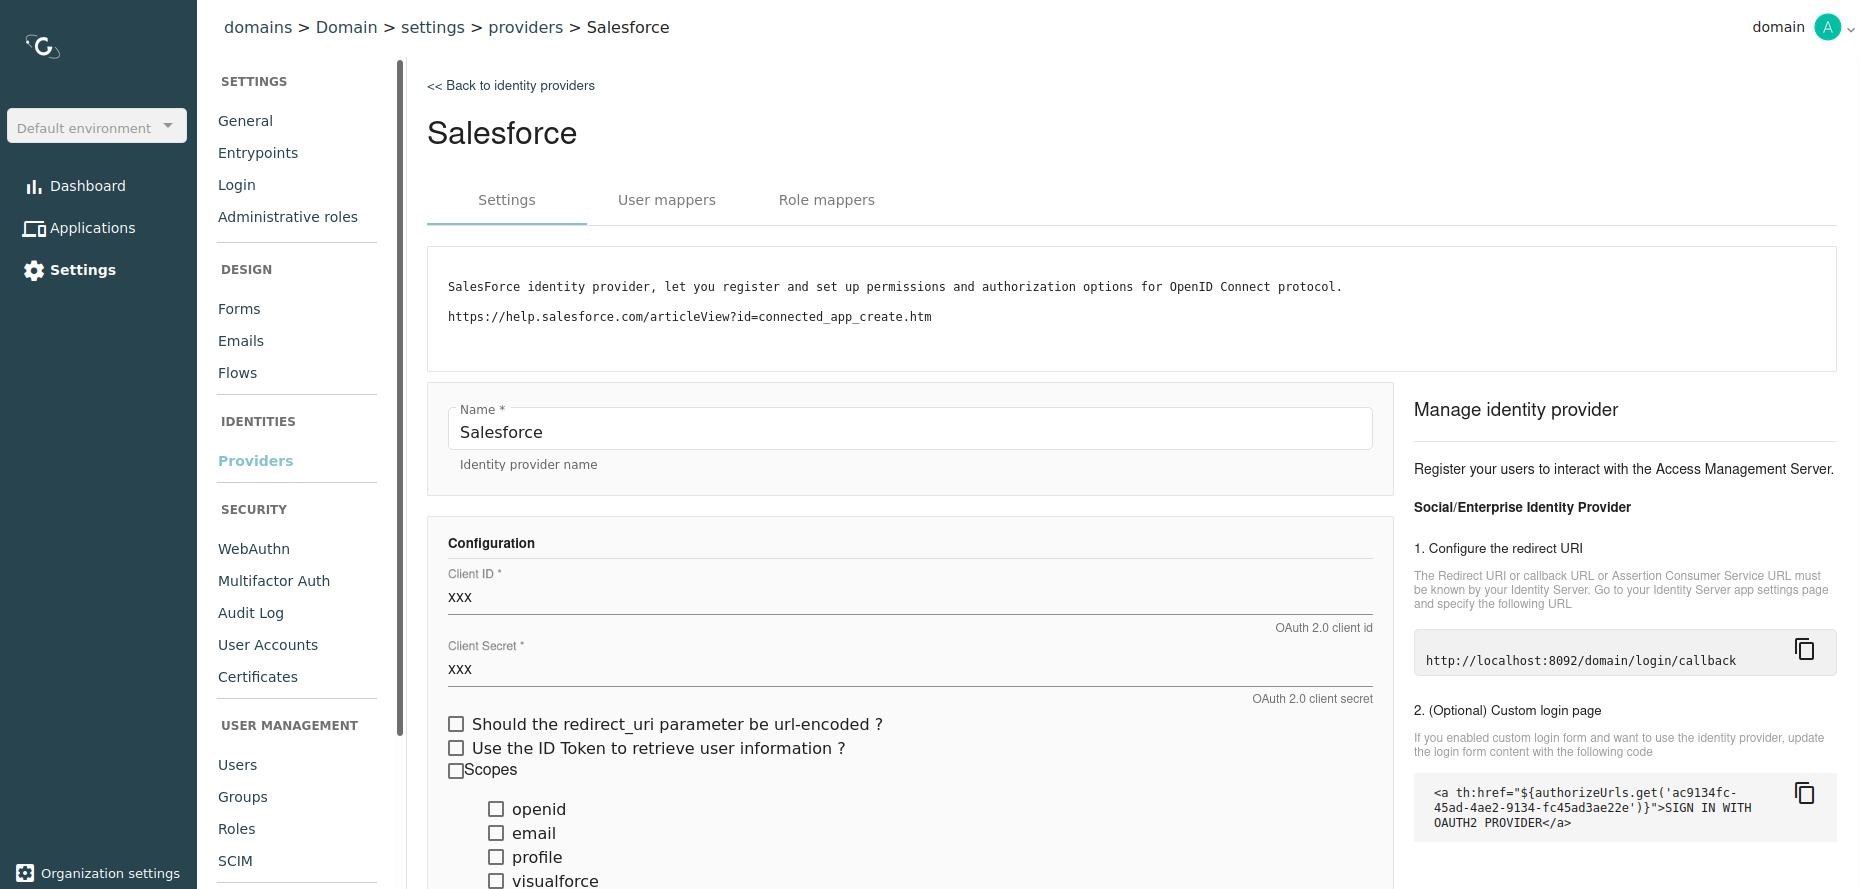 domains > Domain > settings > providers > Salesforce
domain
A
Default environment
Dashboard
Applications
Settings
Organization settings
SETTINGS
General
Entrypoints
Login
Administrative roles
DESIGN
Forms
Emails
Flows
IDENTITIES
Providers
SECURITY
WebAuthn
Multifactor Auth
Audit Log
User Accounts
Certificates
USER MANAGEMENT
Users
Groups
Roles
SCIM
<< Back to identity providers
Salesforce
Settings
User mappers
Role mappers
SalesForce identity provider, let you register and set up permissions and authorization options for OpenID Connect protocol.
https://help.salesforce.com/articleView?id=connected_app_create.htm
Name *
Salesforce
Identity provider name
Configuration
Client ID *
xxx
OAuth 2.0 client id
Client Secret *
xxx
OAuth 2.0 client secret
Should the redirect_uri parameter be url-encoded ?
Use the ID Token to retrieve user information ?
Scopes
openid
email
profile
visualforce
Manage identity provider
Register your users to interact with the Access Management Server.
Social/Enterprise Identity Provider
1. Configure the redirect URI
The Redirect URI or callback URL or Assertion Consumer Service URL must
be known by your Identity Server. Go to your Identity Server app settings page
and specify the following URL
http://localhost:8092/domain/login/callback
2. (Optional) Custom login page
If you enabled custom login form and want to use the identity provider, update
the login form content with the following code
<a th:href="${authorizeUrls.get('ac9134fc-
45ad-4ae2-9134-fc45ad3ae22e')}">SIGN IN WITH
OAUTH2 PROVIDER</a>